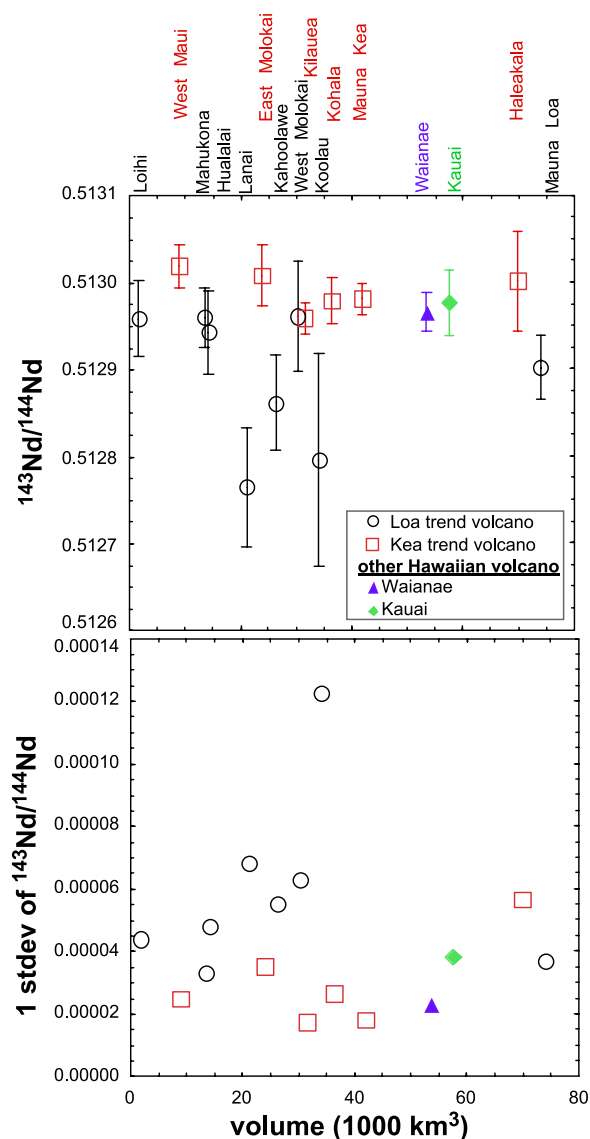 Loihi
West Maui
Mahukona
Hualalai
Lanai
East Molokai
Kahoolawe
West Molokai
Kilauea
Koolau
Kohala
Mauna Kea
Waianae
Kauai
Haleakala
Mauna Loa
0.5131
0.5130
0.5129
0.5128
0.5127
0.5126
143Nd/144Nd
Loa trend volcano
Kea trend volcano
other Hawaiian volcano
Waianae
Kauai
0.00014
0.00012
0.00010
0.00008
0.00006
0.00004
0.00002
0.00000
1 stdev of 143Nd/144Nd
0 20 40 60 80
volume (1000 km3)